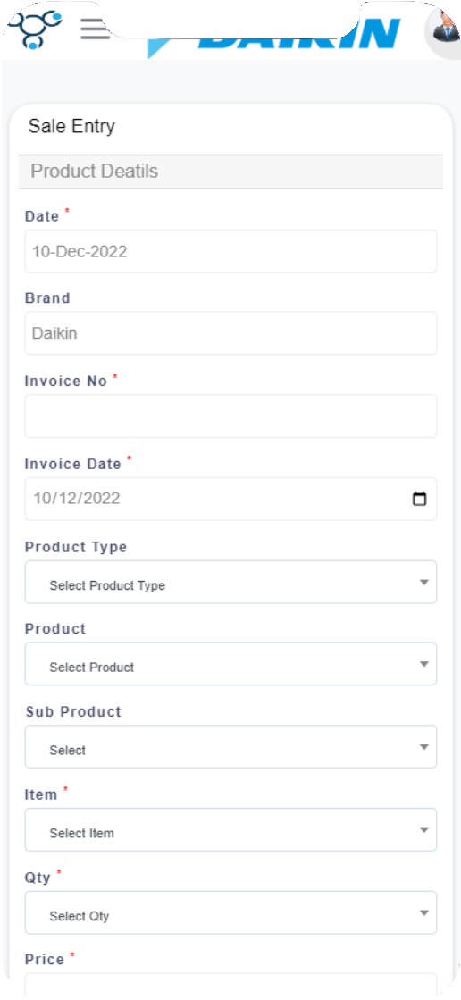 DAIKIN
Sale Entry
Product Deatils
Date *
10-Dec-2022
Brand
Daikin
Invoice No *
Invoice Date *
10/12/2022
Product Type
Select Product Type
Product
Select Product
Sub Product
Select
Item *
Select Item
Qty *
Select Qty
Price *